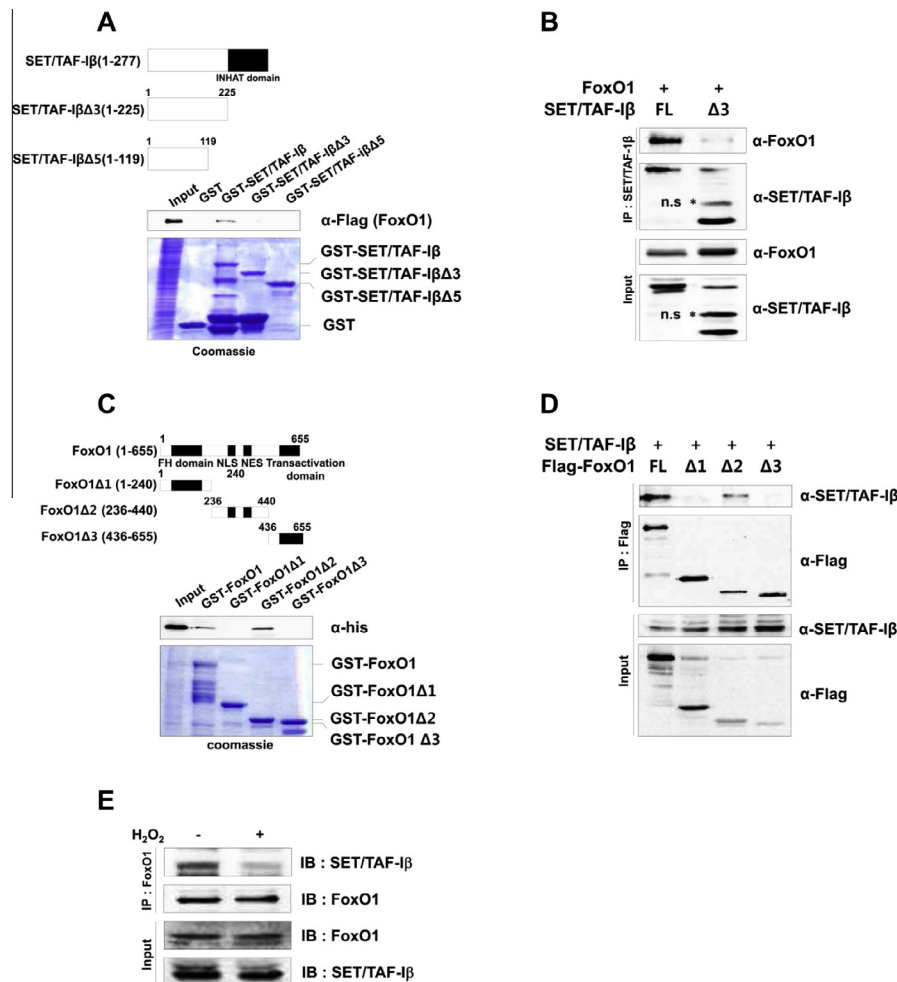 A
SET/TAF-Iβ(1-277)
INHAT domain
1 225
SET/TAF-IβΔ3(1-225)
1 119
SET/TAF-IβΔ5(1-119)
Input
GST
GST-SET/TAF-Iβ
GST-SET/TAF-IβΔ3
GST-SET/TAF-iβΔ5
α-Flag (FoxO1)
GST-SET/TAF-Iβ
GST-SET/TAF-IβΔ3
GST-SET/TAF-IβΔ5
GST
Coomassie
B
FoxO1 + +
SET/TAF-Iβ FL Δ3
IP : SET/TAF-1β
α-FoxO1
n.s *
α-SET/TAF-Iβ
Input
α-FoxO1
n.s *
α-SET/TAF-Iβ
C
1 655
FoxO1 (1-655)
FH domain NLS NES Transactivation
domain
1 240
FoxO1Δ1 (1-240)
236 440
FoxO1Δ2 (236-440)
436 655
FoxO1Δ3 (436-655)
Input
GST-FoxO1
GST-FoxO1Δ1
GST-FoxO1Δ2
GST-FoxO1Δ3
α-his
GST-FoxO1
GST-FoxO1Δ1
GST-FoxO1Δ2
GST-FoxO1 Δ3
coomassie
D
SET/TAF-Iβ + + + +
Flag-FoxO1 FL Δ1 Δ2 Δ3
IP : Flag
α-SET/TAF-Iβ
α-Flag
Input
α-SET/TAF-Iβ
α-Flag
E
H₂O₂ - +
IP : FoxO1
IB : SET/TAF-Iβ
IB : FoxO1
Input
IB : FoxO1
IB : SET/TAF-Iβ